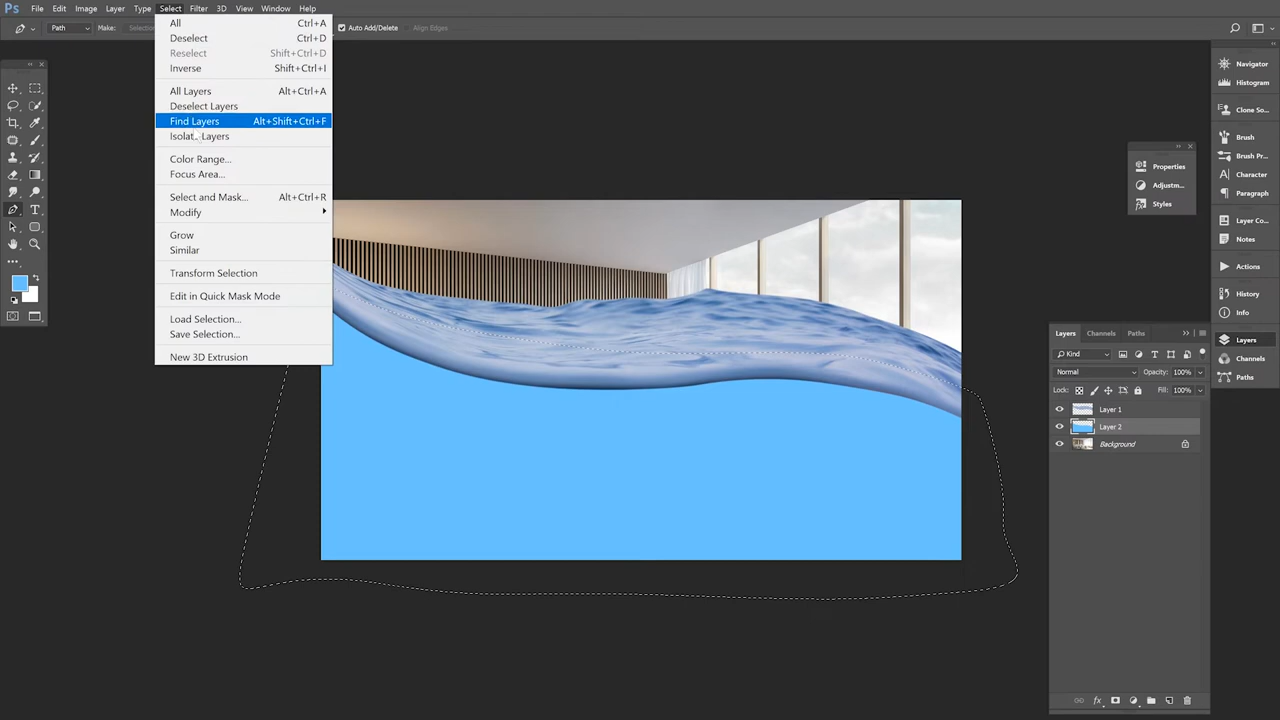 Ps File Edit Image Layer Type Select Filter 3D View Window Help
Path Make: Selection Auto Add/Delete Align Edges
All Ctrl+A
Deselect Ctrl+D
Reselect Shift+Ctrl+D
Inverse Shift+Ctrl+I
All Layers Alt+Ctrl+A
Deselect Layers
Find Layers Alt+Shift+Ctrl+F
Isolate Layers
Color Range...
Focus Area...
Select and Mask... Alt+Ctrl+R
Modify
Grow
Similar
Transform Selection
Edit in Quick Mask Mode
Load Selection...
Save Selection...
New 3D Extrusion
Properties
Adjustm...
Styles
Navigator
Histogram
Clone So...
Brush
Brush Pr...
Character
Paragraph
Layer Co...
Notes
Actions
History
Info
Layers
Channels
Paths
Layers Channels Paths
Kind
Normal Opacity: 100%
Lock: Fill: 100%
Layer 1
Layer 2
Background
fx